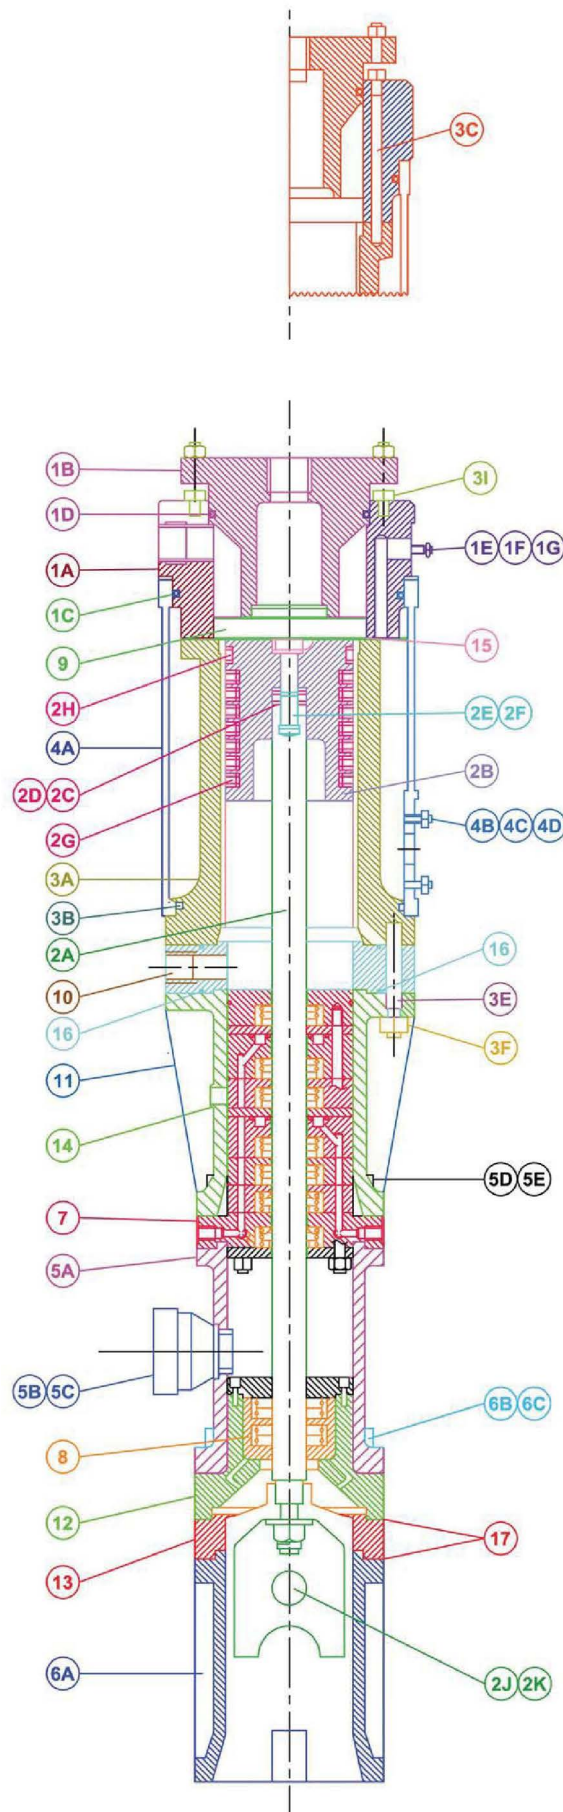 3C
1B
3I
1D
1E 1F 1G
1A
1C
9
15
2H
2E 2F
4A
2D 2C
2B
2G
4B 4C 4D
3A
3B
2A
16
10
3E
16
3F
11
14
5D 5E
7
5A
5B 5C
6B 6C
8
12
17
13
6A
2J 2K